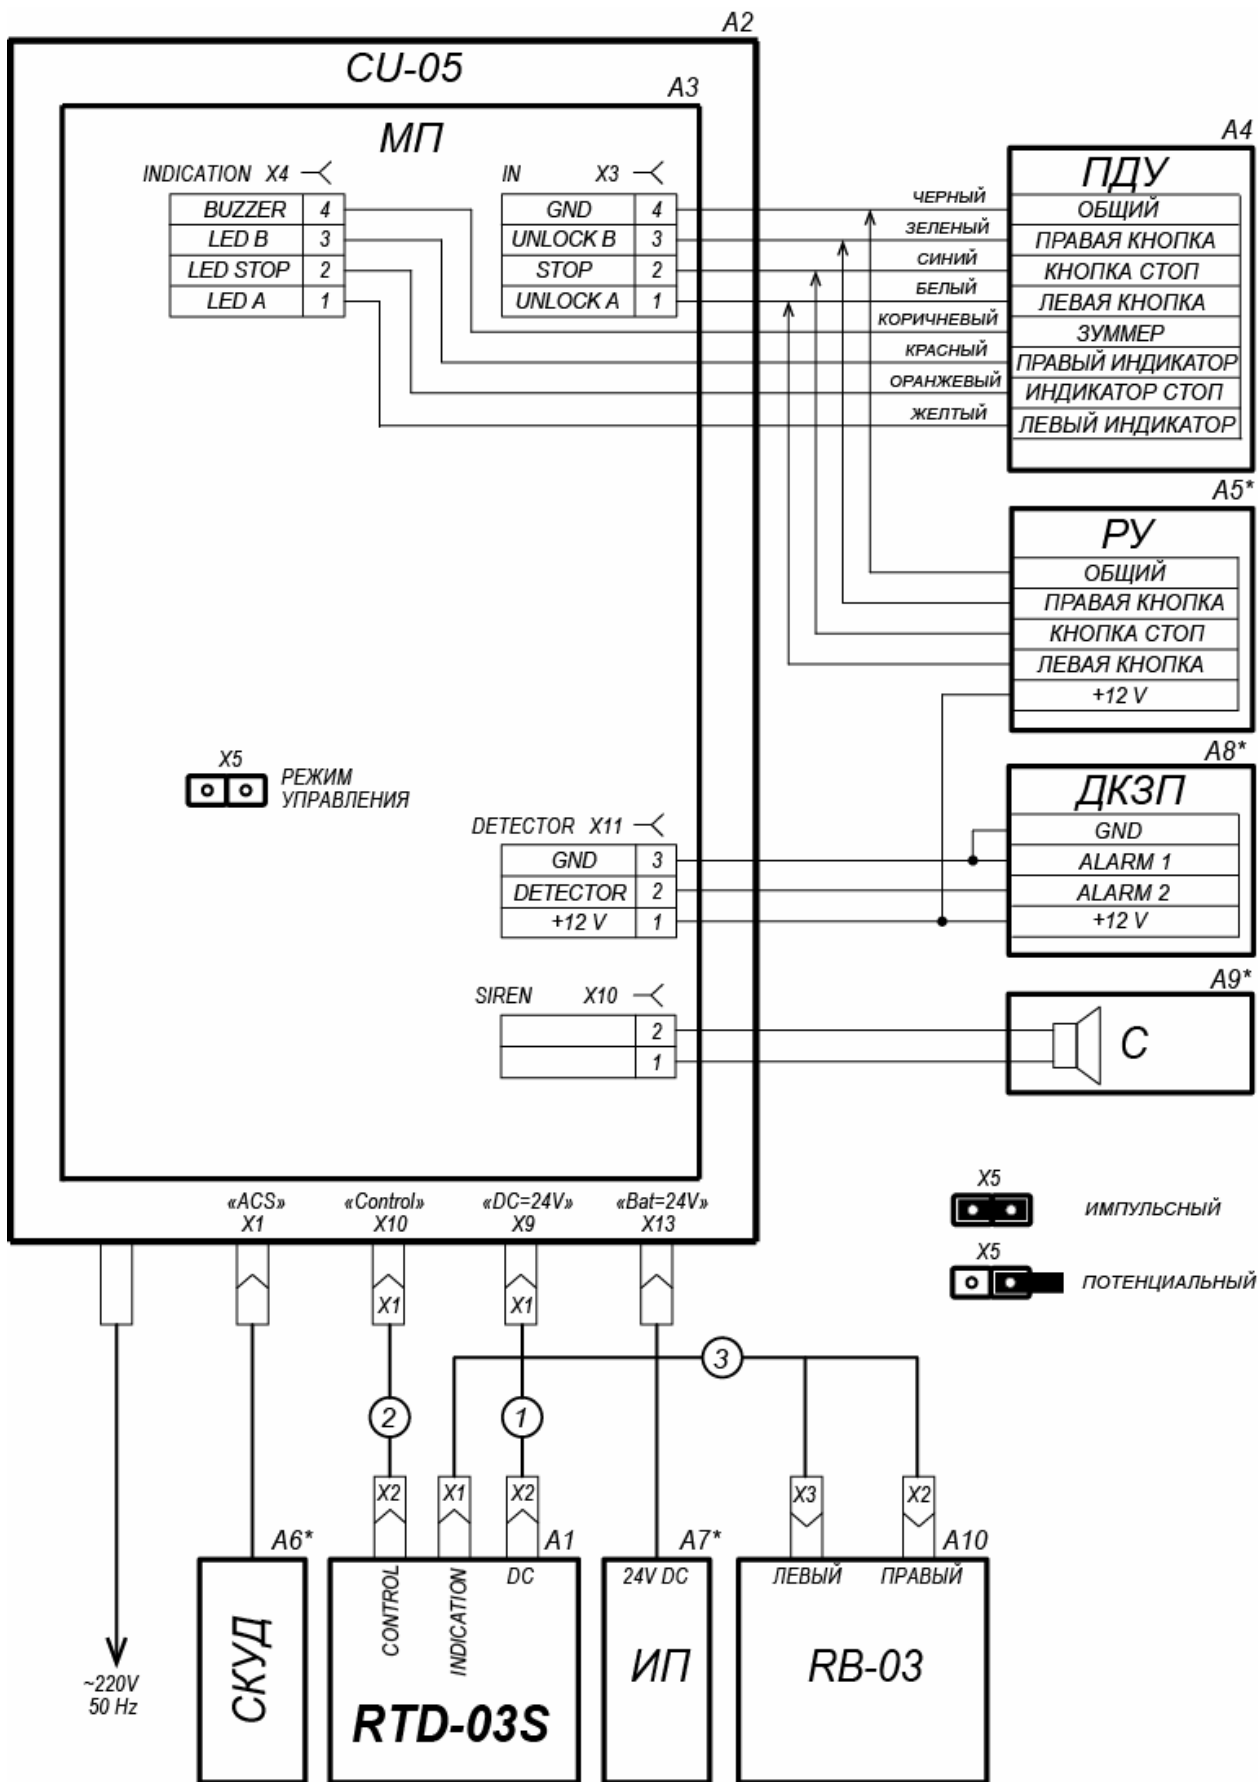 A2
CU-05
A3
МП
INDICATION X4
BUZZER 4
LED B 3
LED STOP 2
LED A 1
IN X3
GND 4
UNLOCK B 3
STOP 2
UNLOCK A 1
ЧЕРНЫЙ
ЗЕЛЕНЫЙ
СИНИЙ
БЕЛЫЙ
КОРИЧНЕВЫЙ
КРАСНЫЙ
ОРАНЖЕВЫЙ
ЖЕЛТЫЙ
A4
ПДУ
ОБЩИЙ
ПРАВАЯ КНОПКА
КНОПКА СТОП
ЛЕВАЯ КНОПКА
ЗУММЕР
ПРАВЫЙ ИНДИКАТОР
ИНДИКАТОР СТОП
ЛЕВЫЙ ИНДИКАТОР
A5*
РУ
ОБЩИЙ
ПРАВАЯ КНОПКА
КНОПКА СТОП
ЛЕВАЯ КНОПКА
+12 V
X5
РЕЖИМ
УПРАВЛЕНИЯ
DETECTOR X11
GND 3
DETECTOR 2
+12 V 1
A8*
ДКЗП
GND
ALARM 1
ALARM 2
+12 V
SIREN X10
2
1
A9*
С
«ACS»
X1
«Control»
X10
«DC=24V»
X9
«Bat=24V»
X13
X5
ИМПУЛЬСНЫЙ
X5
ПОТЕНЦИАЛЬНЫЙ
X1
X1
3
2
1
X2
X1
X2
X3
X2
~220V
50 Hz
A6*
СКУД
A1
CONTROL
INDICATION
DC
RTD-03S
A7*
24V DC
ИП
A10
ЛЕВЫЙ
ПРАВЫЙ
RB-03